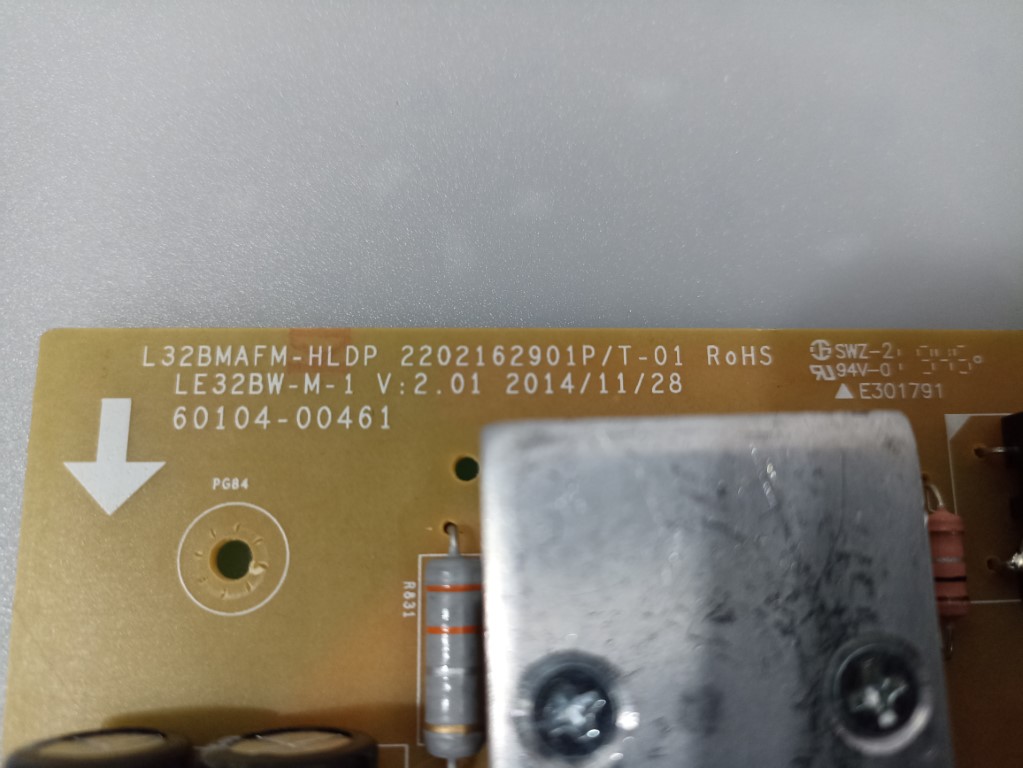 L32BMAFM-HLDP 2202162901P/T-01 RoHS
LE32BW-M-1 V:2.01 2014/11/28
60104-00461
SWZ-2
94V-0
▲ E301791
PG84
R831